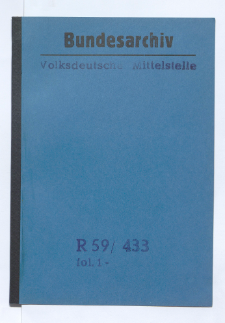 Bundesarchiv
Volksdeutsche Mittelstelle
R 59/ 433
fol. 1-